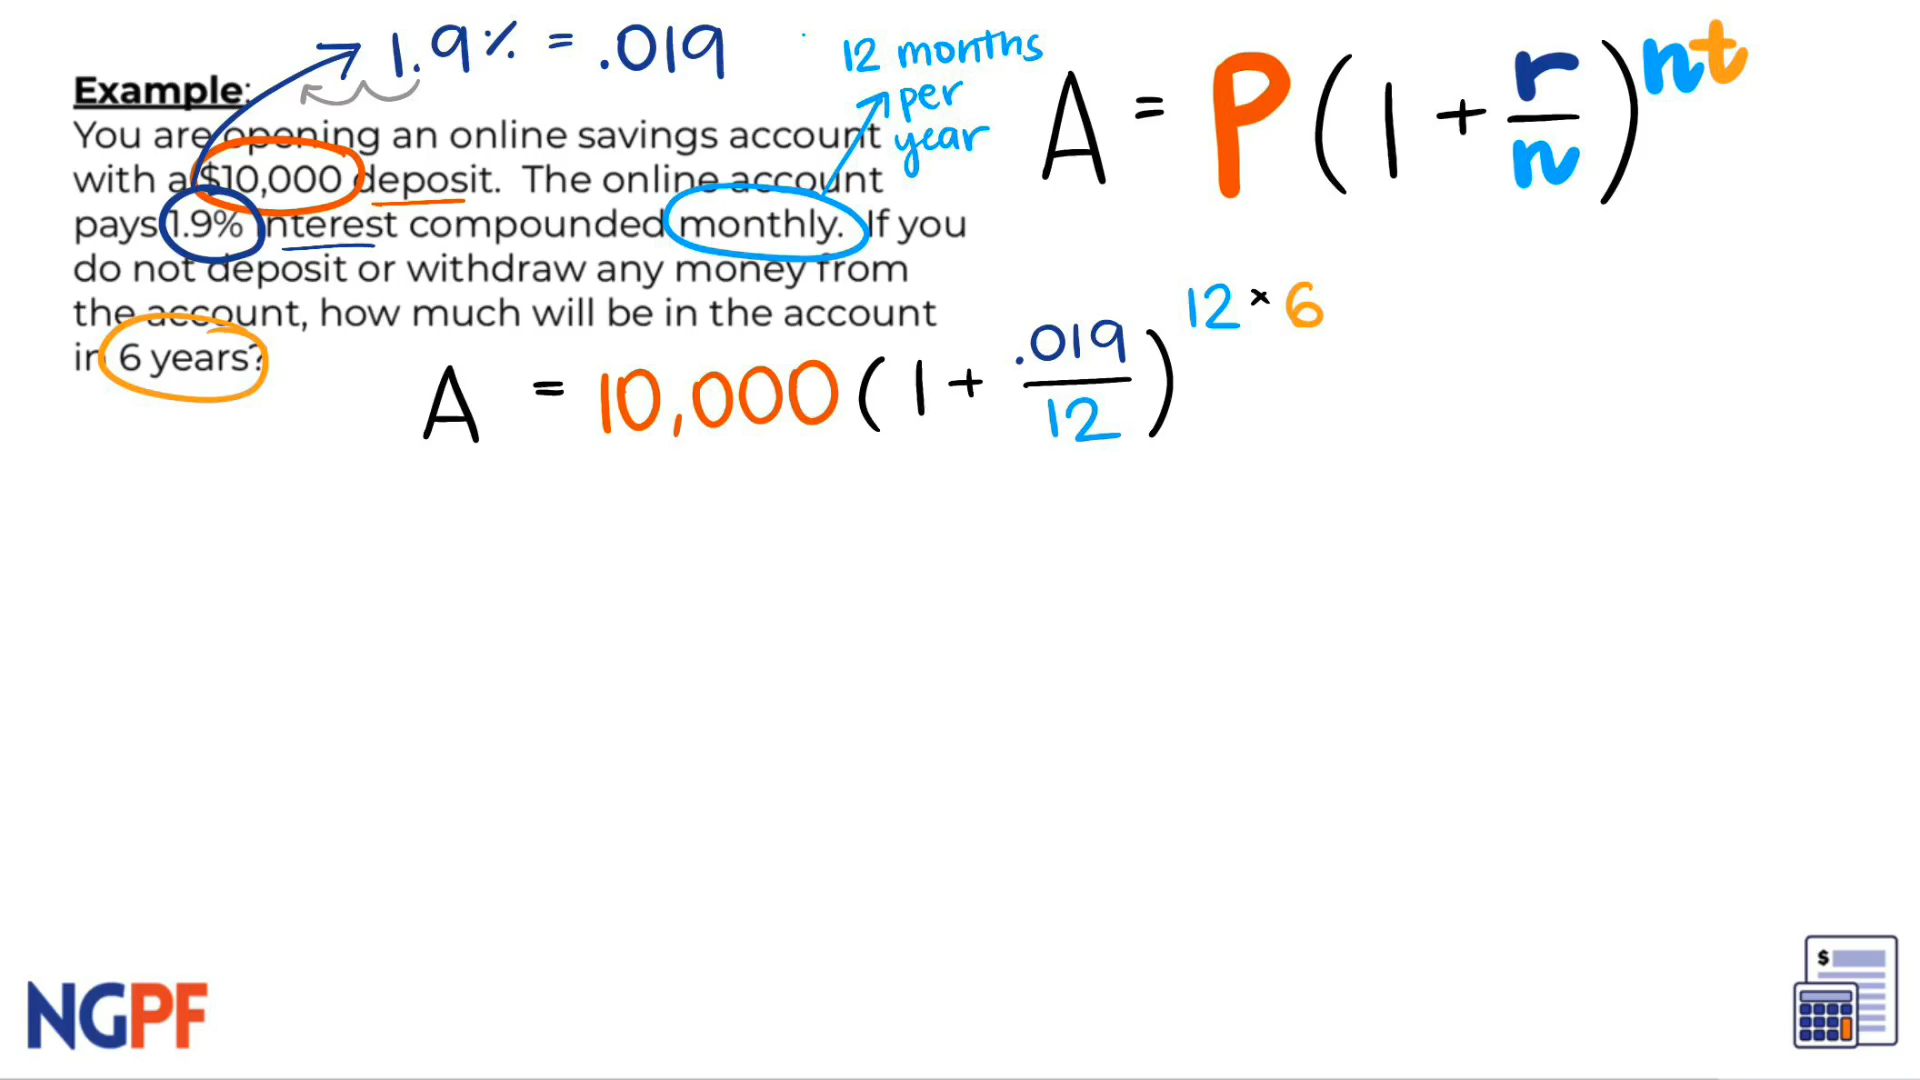 1.9% = .019
12 months
per
year
A = P(1 + r/n)^nt
Example:
You are opening an online savings account
with a $10,000 deposit. The online account
pays 1.9% interest compounded monthly. If you
do not deposit or withdraw any money from
the account, how much will be in the account
in 6 years?
A = 10,000(1 + .019/12)^12 × 6
NGPF
$